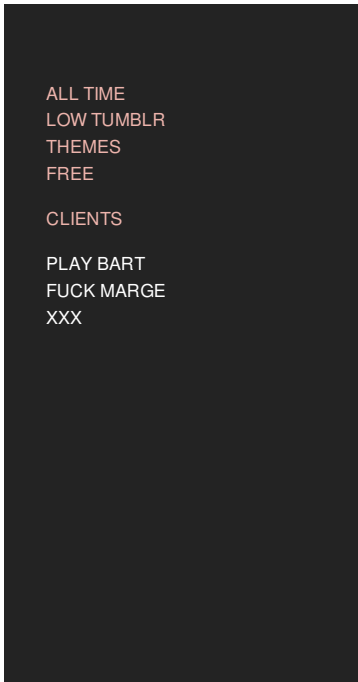 ALL TIME
LOW TUMBLR
THEMES
FREE
CLIENTS
PLAY BART
FUCK MARGE
XXX